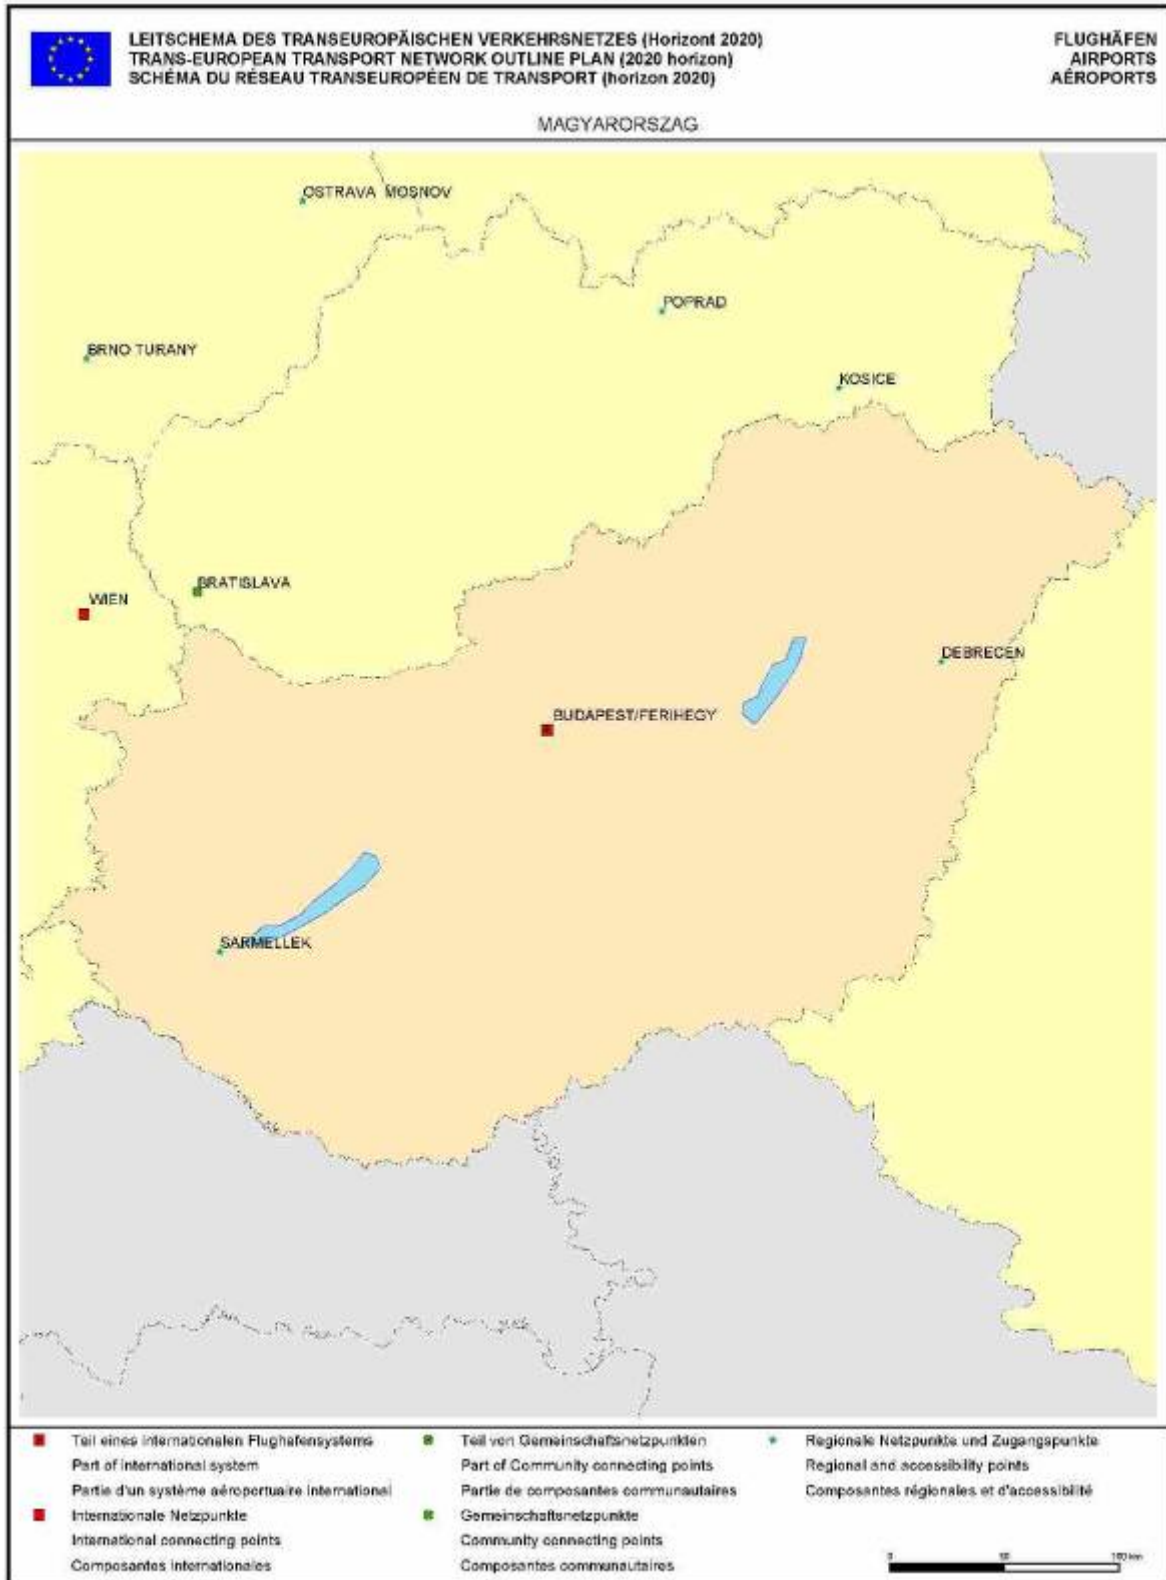 LEITSCHEMA DES TRANSEUROPÄISCHEN VERKEHRSNETZES (Horizont 2020)
TRANS-EUROPEAN TRANSPORT NETWORK OUTLINE PLAN (2020 horizon)
SCHÉMA DU RÉSEAU TRANSEUROPÉEN DE TRANSPORT (horizon 2020)
FLUGHÄFEN
AIRPORTS
AÉROPORTS
MAGYARORSZAG
OSTRAVA MOSNOV
POPRAD
BRNO TURANY
KOSICE
BRATISLAVA
WIEN
DEBRECEN
BUDAPEST/FERIHEGY
SARMELLEK
Teil eines internationalen Flughafensystems
Part of international system
Partie d'un système aéroportuaire international
Internationale Netzpunkte
International connecting points
Composantes internationales
Teil von Gemeinschaftsnetzpunkten
Part of Community connecting points
Partie de composantes communautaires
Gemeinschaftsnetzpunkte
Community connecting points
Composantes communautaires
Regionale Netzpunkte und Zugangspunkte
Regional and accessibility points
Composantes régionales et d'accessibilité
0 50 100 km